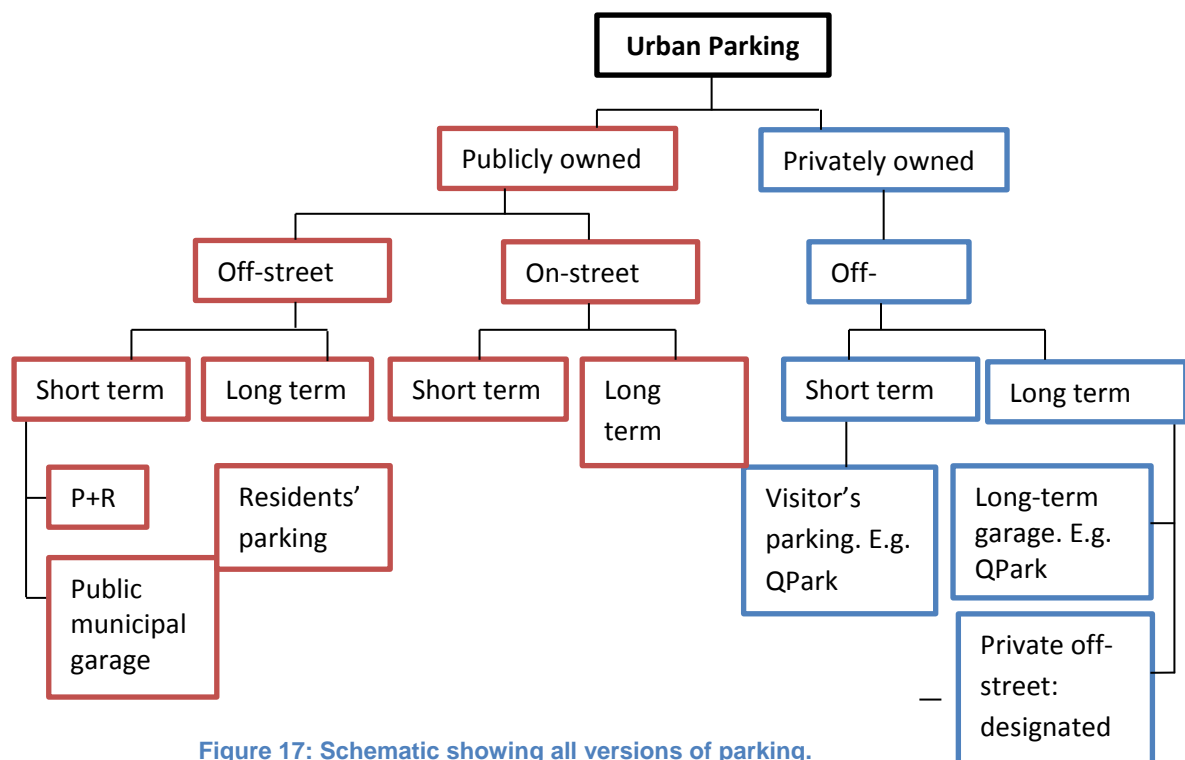 Urban Parking
Publicly owned
Privately owned
Off-street
On-street
Off-
Short term
Long term
Short term
Long
term
Short term
Long term
P+R
Residents’
parking
Public
municipal
garage
Visitor’s
parking. E.g.
QPark
Long-term
garage. E.g.
QPark
Private off-
street:
designated
Figure 17: Schematic showing all versions of parking.